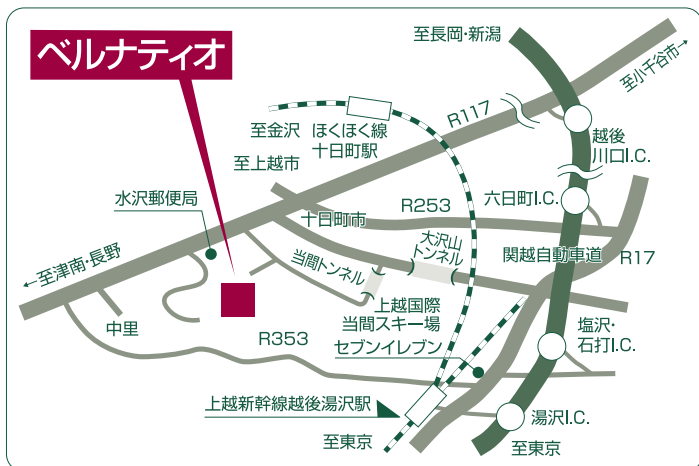 ベルナティオ
至長岡・新潟
至小千谷市→
至金沢
ほくほく線
十日町駅
R117
越後
川口I.C.
至上越市
六日町I.C.
水沢郵便局
十日町市
R253
大沢山
トンネル
関越自動車道
R17
←至津南・長野
当間トンネル
上越国際
当間スキー場
中里
R353
セブンイレブン
塩沢・
石打I.C.
上越新幹線越後湯沢駅
湯沢I.C.
至東京
至東京